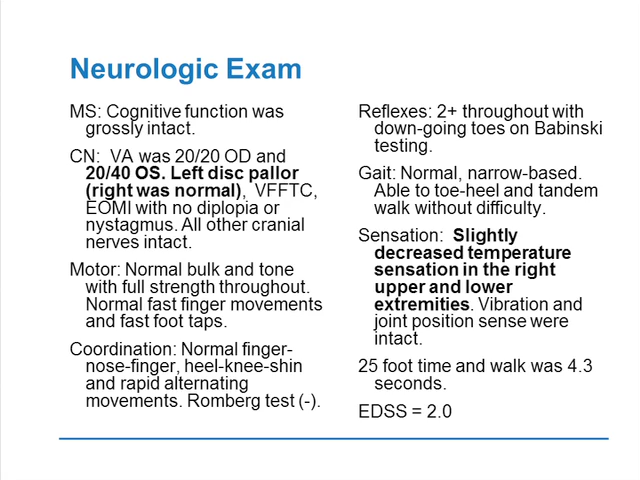 Neurologic Exam
MS: Cognitive function was
grossly intact.
CN:  VA was 20/20 OD and
20/40 OS. Left disc pallor
(right was normal),  VFFTC,
EOMI with no diplopia or
nystagmus. All other cranial
nerves intact.
Motor: Normal bulk and tone
with full strength throughout.
Normal fast finger movements
and fast foot taps.
Coordination: Normal finger-
nose-finger, heel-knee-shin
and rapid alternating
movements. Romberg test (-).
Reflexes: 2+ throughout with
down-going toes on Babinski
testing.
Gait: Normal, narrow-based.
Able to toe-heel and tandem
walk without difficulty.
Sensation:  Slightly
decreased temperature
sensation in the right
upper and lower
extremities. Vibration and
joint position sense were
intact.
25 foot time and walk was 4.3
seconds.
EDSS = 2.0